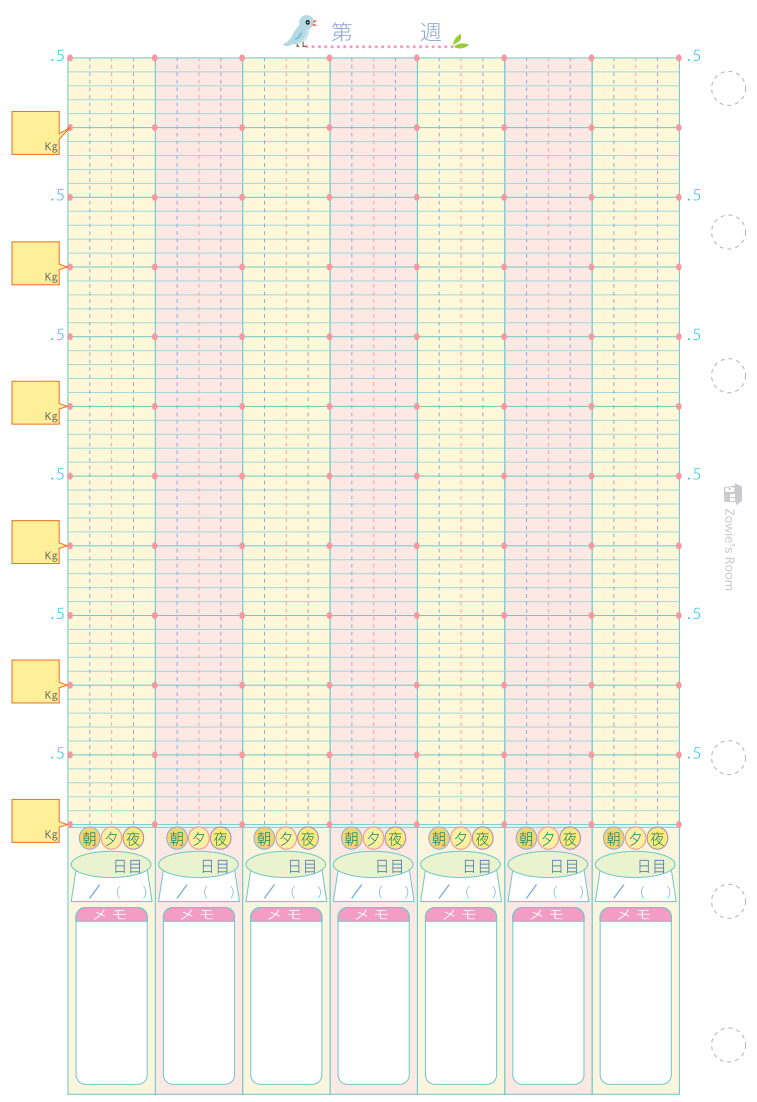 第 週
.5 .5
Kg
.5 .5
Kg
.5 .5
Kg
.5 .5
Kg
.5 .5
Kg
.5 .5
Kg
朝 夕 夜 朝 夕 夜 朝 夕 夜 朝 夕 夜 朝 夕 夜 朝 夕 夜 朝 夕 夜
日目 日目 日目 日目 日目 日目 日目
／（　） ／（　） ／（　） ／（　） ／（　） ／（　） ／（　）
メモ メモ メモ メモ メモ メモ メモ
Zowie's Room